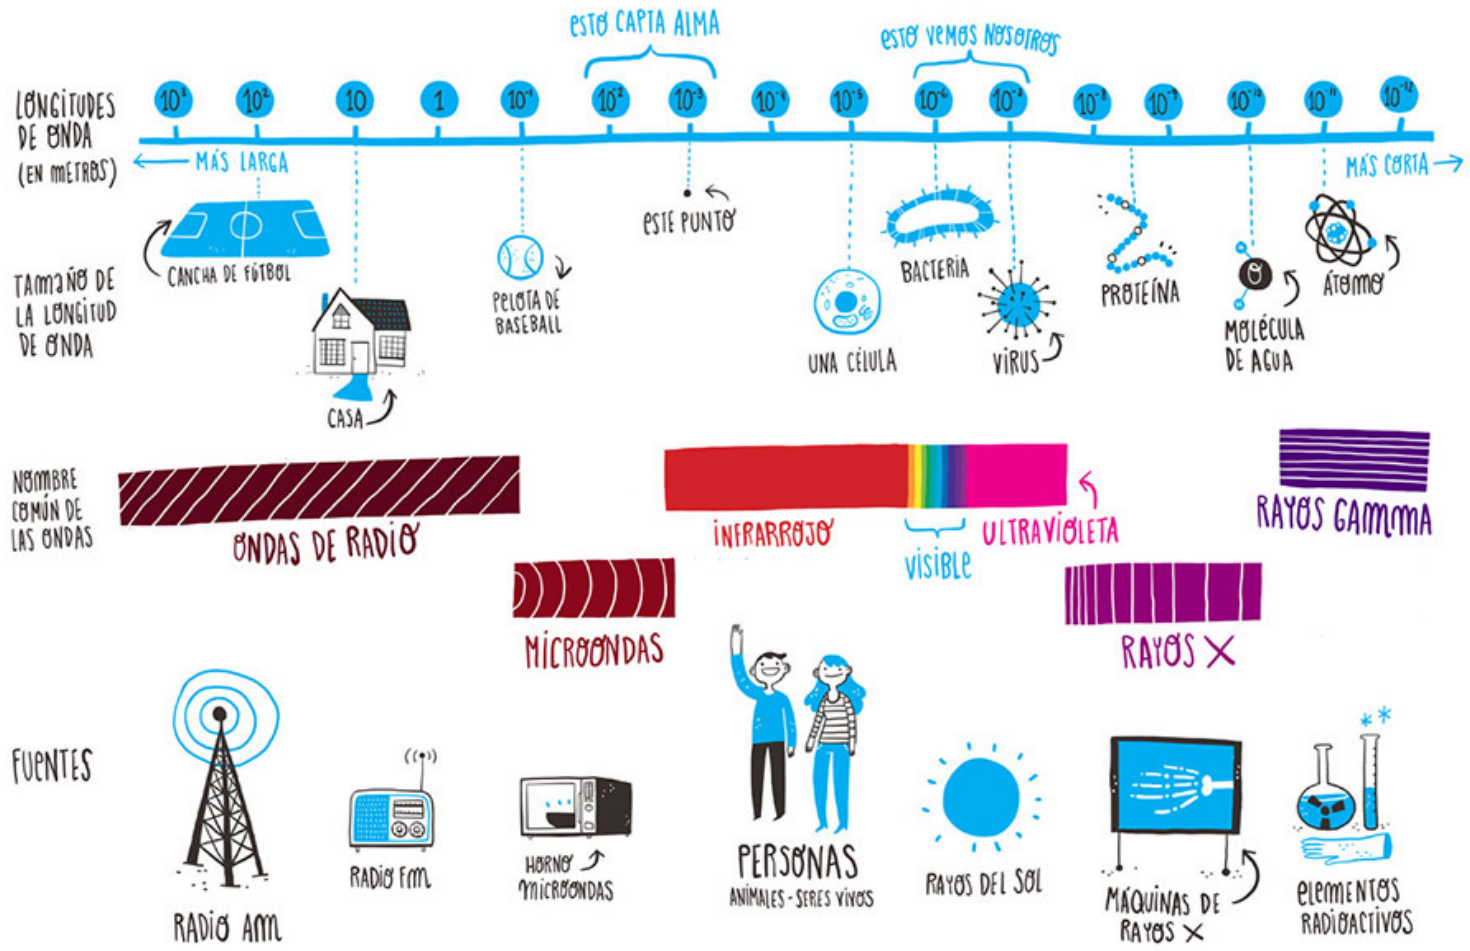 ESTO CAPTA ALMA
ESTO VEMOS NOSOTROS
LONGITUDES
DE ONDA
(EN METROS)
10³ 10² 10 1 10⁻¹ 10⁻² 10⁻³ 10⁻⁴ 10⁻⁵ 10⁻⁶ 10⁻⁷ 10⁻⁸ 10⁻⁹ 10⁻¹⁰ 10⁻¹¹ 10⁻¹²
MÁS LARGA
MÁS CORTA
TAMAÑO DE
LA LONGITUD
DE ONDA
CANCHA DE FÚTBOL
CASA
PELOTA DE
BASEBALL
ESTE PUNTO
UNA CÉLULA
BACTERIA
VIRUS
PROTEÍNA
H
O
H
MOLÉCULA
DE AGUA
ÁTOMO
NOMBRE
COMÚN DE
LAS ONDAS
ONDAS DE RADIO
MICROONDAS
INFRARROJO
VISIBLE
ULTRAVIOLETA
RAYOS X
RAYOS GAMMA
FUENTES
RADIO AM
RADIO FM
HORNO
MICROONDAS
PERSONAS
ANIMALES - SERES VIVOS
RAYOS DEL SOL
MÁQUINAS DE
RAYOS X
ELEMENTOS
RADIOACTIVOS